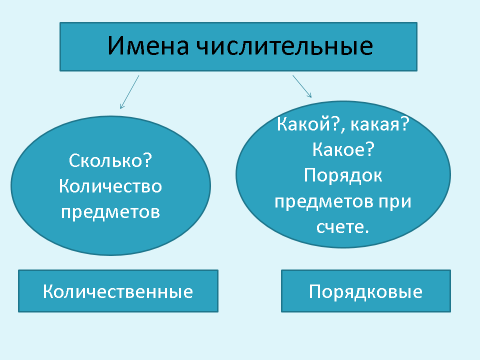 Имена числительные
Сколько?
Количество
предметов
Какой?, какая?
Какое?
Порядок
предметов при
счете.
Количественные
Порядковые